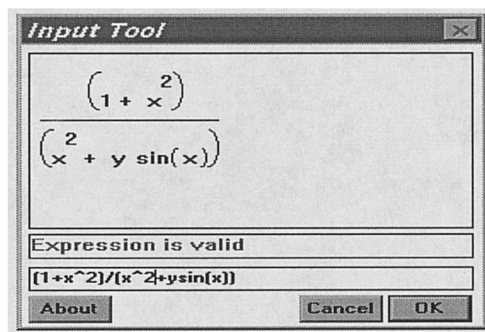 Input Tool
(1 + x^2)
(x^2 + y sin(x))
Expression is valid
(1+x^2)/(x^2+ysin(x))
About Cancel OK